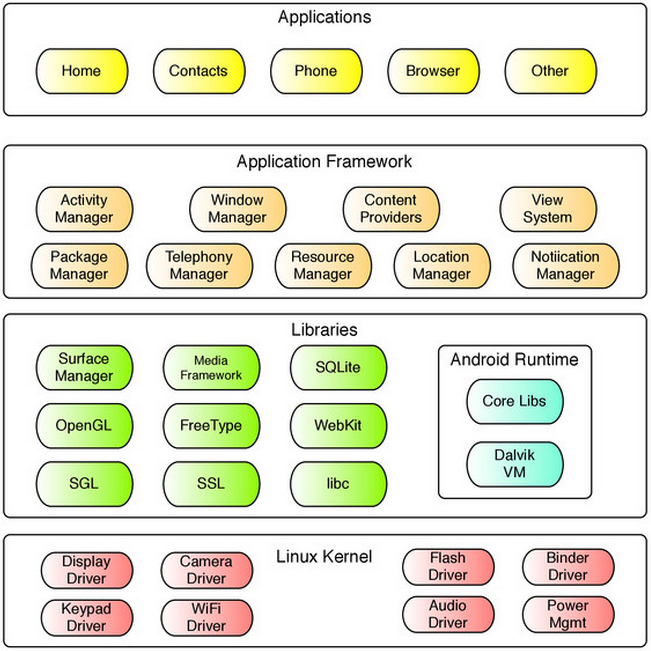 Applications
Home
Contacts
Phone
Browser
Other
Application Framework
Activity
Manager
Window
Manager
Content
Providers
View
System
Package
Manager
Telephony
Manager
Resource
Manager
Location
Manager
Notiication
Manager
Libraries
Surface
Manager
Media
Framework
SQLite
OpenGL
FreeType
WebKit
SGL
SSL
libc
Android Runtime
Core Libs
Dalvik
VM
Linux Kernel
Display
Driver
Camera
Driver
Flash
Driver
Binder
Driver
Keypad
Driver
WiFi
Driver
Audio
Driver
Power
Mgmt